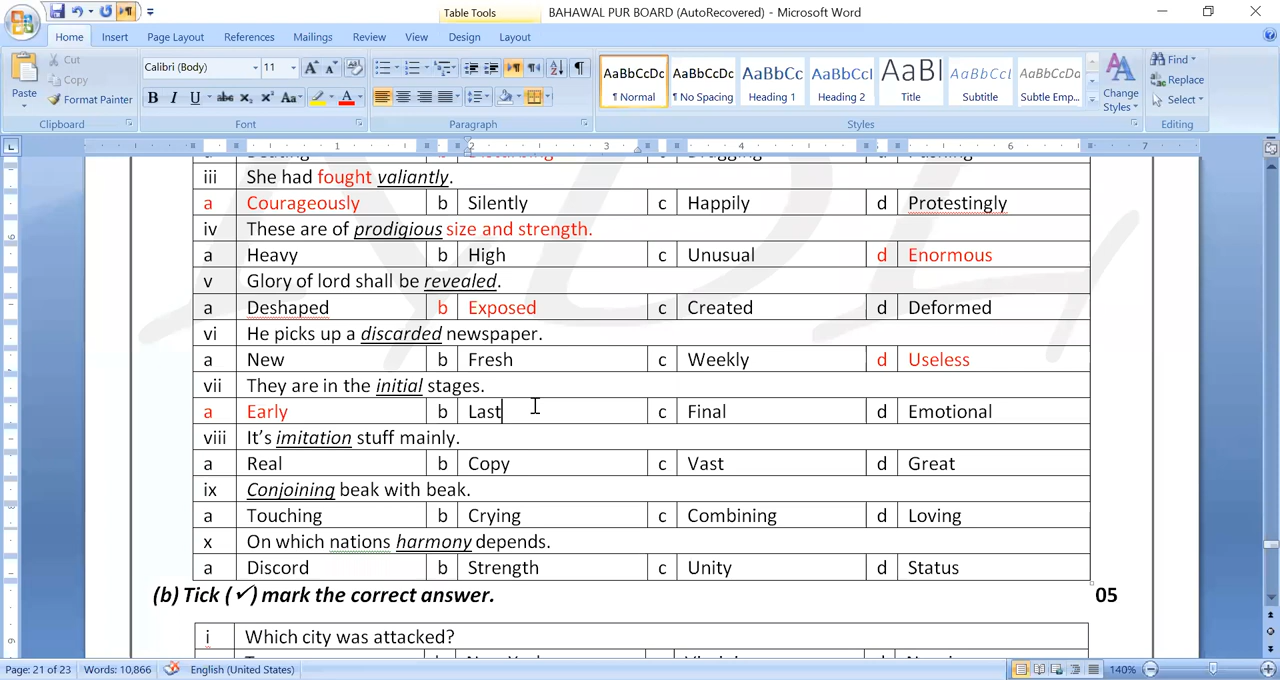 BAHAWAL PUR BOARD (AutoRecovered) - Microsoft Word
Table Tools
Home Insert Page Layout References Mailings Review View Design Layout
Paste
Cut
Copy
Format Painter
Clipboard
Calibri (Body) 11
Font
Paragraph
AaBbCcDc AaBbCcDc AaBbCc AaBbCc AaBl AaBbCcL AaBbCcDa
¶ Normal ¶ No Spacing Heading 1 Heading 2 Title Subtitle Subtle Emp...
Change Styles
Styles
Find
Replace
Select
Editing
iii She had fought valiantly.
a Courageously b Silently c Happily d Protestingly
iv These are of prodigious size and strength.
a Heavy b High c Unusual d Enormous
v Glory of lord shall be revealed.
a Deshaped b Exposed c Created d Deformed
vi He picks up a discarded newspaper.
a New b Fresh c Weekly d Useless
vii They are in the initial stages.
a Early b Last c Final d Emotional
viii It's imitation stuff mainly.
a Real b Copy c Vast d Great
ix Conjoining beak with beak.
a Touching b Crying c Combining d Loving
x On which nations harmony depends.
a Discord b Strength c Unity d Status
(b) Tick (✓) mark the correct answer. 05
i Which city was attacked?
Page: 21 of 23 Words: 10,866 English (United States) 140%